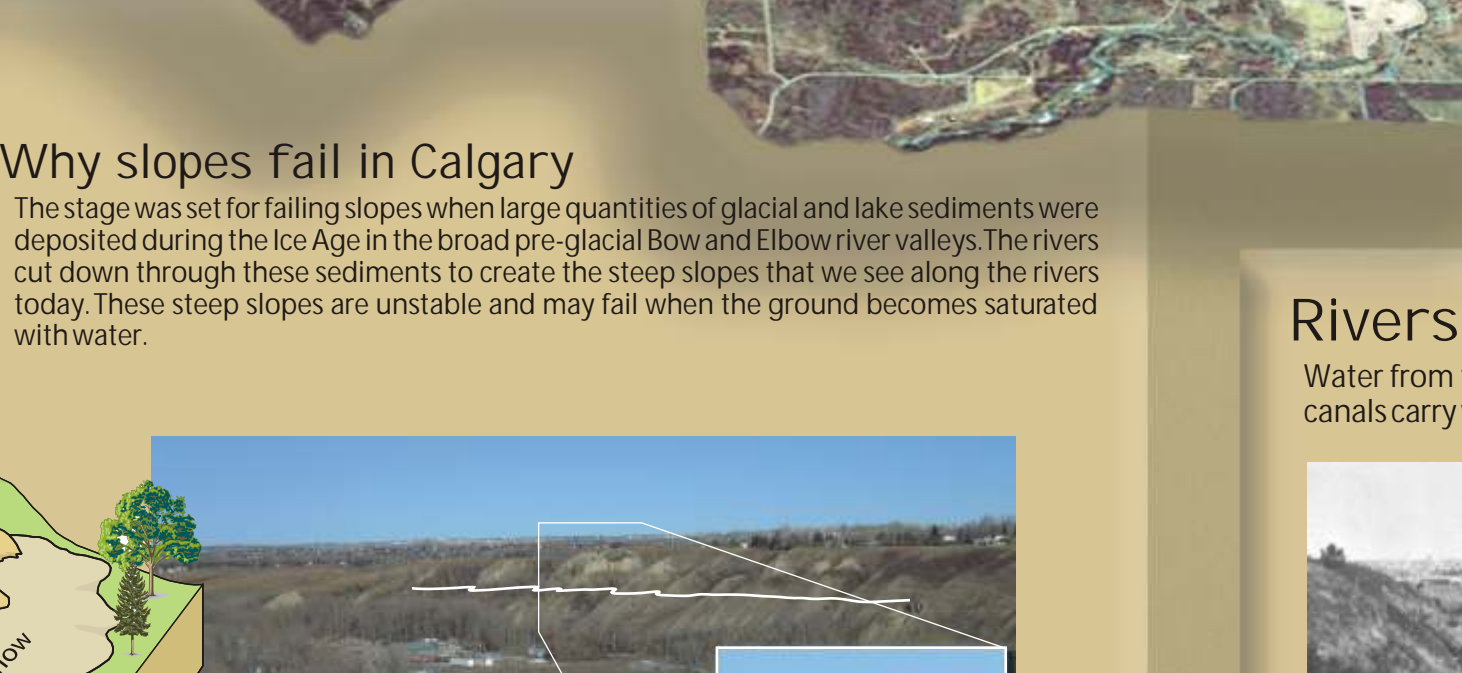 Why slopes fail in Calgary
The stage was set for failing slopes when large quantities of glacial and lake sediments were
deposited during the Ice Age in the broad pre-glacial Bow and Elbow river valleys. The rivers
cut down through these sediments to create the steep slopes that we see along the rivers
today. These steep slopes are unstable and may fail when the ground becomes saturated
with water.
Rivers
Water from
canals carry